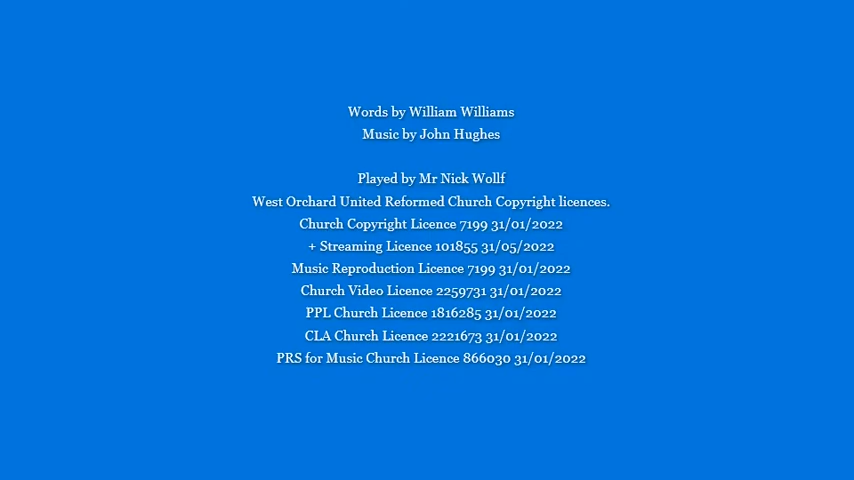 Words by William Williams
Music by John Hughes
Played by Mr Nick Wollf
West Orchard United Reformed Church Copyright licences.
Church Copyright Licence 7199 31/01/2022
+ Streaming Licence 101855 31/05/2022
Music Reproduction Licence 7199 31/01/2022
Church Video Licence 2259731 31/01/2022
PPL Church Licence 1816285 31/01/2022
CLA Church Licence 2221673 31/01/2022
PRS for Music Church Licence 866030 31/01/2022